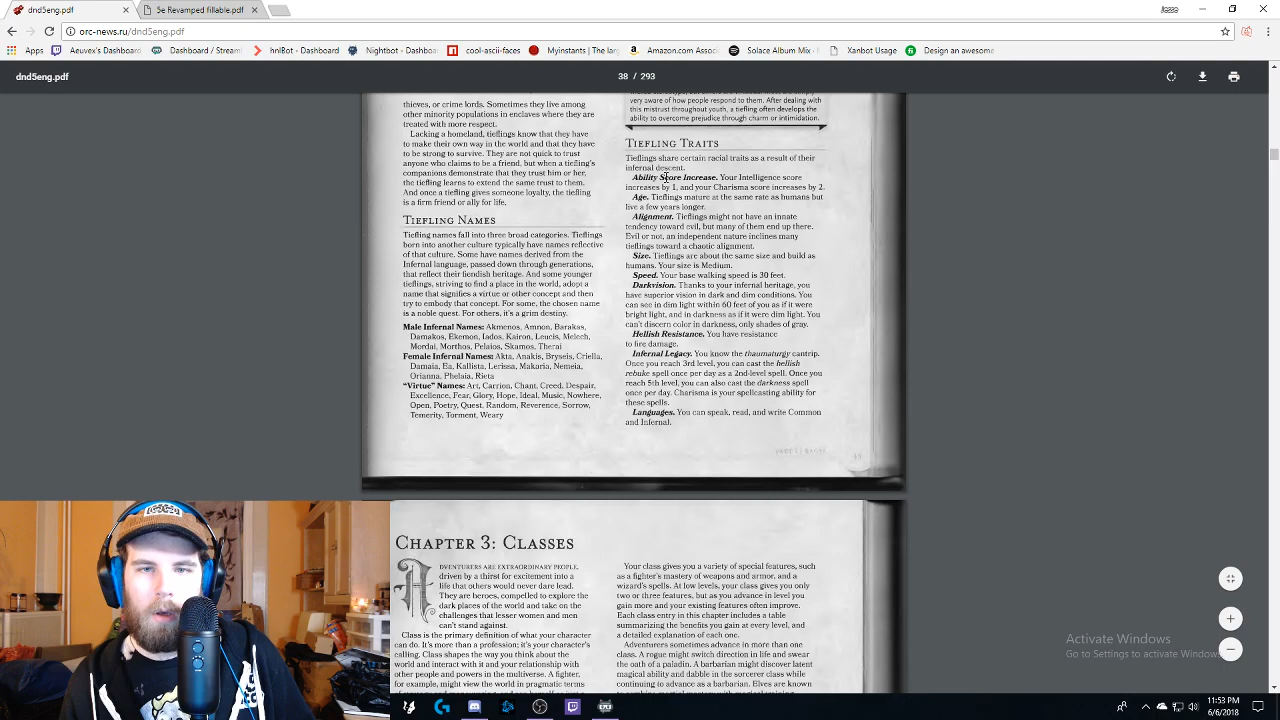 dnd5eng.pdf
5e Revamped fillable.pdf
orc-news.ru/dnd5eng.pdf
Apps
Aeuvex's Dashboard
Dashboard / Stream
hnlBot - Dashboard
Nightbot - Dashboard
cool-ascii-faces
Myinstants | The larg
Amazon.com Associ
Solace Album Mix -
Xanbot Assets
Design an awesome
dnd5eng.pdf
38 / 293
thieves, or crime lords. Sometimes they live among
other minority populations in enclaves where they are
treated with more respect.
Lacking a homeland, tieflings know that they have
to make their own way in the world and that they have
to be strong to survive. They are not quick to trust
anyone who claims to be a friend, but when a tiefling's
companions demonstrate that they trust him or her,
the tiefling learns to extend the same trust to them.
And once a tiefling gives someone loyalty, the tiefling
is a firm friend or ally for life.
Tiefling Names
Tiefling names fall into three broad categories. Tieflings
born into another culture typically have names reflective
of that culture. Some have names derived from the
Infernal language, passed down through generations,
that reflect their fiendish heritage. And some younger
tieflings, striving to find a place in the world, adopt a
name that signifies a virtue or other concept and then
try to embody that concept. For some, the chosen name
is a noble quest. For others, it's a grim destiny.
Male Infernal Names: Akmenos, Amnon, Barakas,
Damakos, Ekemon, Iados, Kairon, Leucis, Melech,
Mordai, Morthos, Pelaios, Skamos, Therai
Female Infernal Names: Akta, Anakis, Bryseis, Criella,
Damaia, Ea, Kallista, Lerissa, Makaria, Nemeia,
Orianna, Phelaia, Rieta
"Virtue" Names: Art, Carrion, Chant, Creed, Despair,
Excellence, Fear, Glory, Hope, Ideal, Music, Nowhere,
Open, Poetry, Quest, Random, Reverence, Sorrow,
Temerity, Torment, Weary
very aware of how people respond to them. After dealing with
this mistrust throughout youth, a tiefling often develops the
ability to overcome prejudice through charm or intimidation.
Tiefling Traits
Tieflings share certain racial traits as a result of their
infernal descent.
Ability Score Increase. Your Intelligence score
increases by 1, and your Charisma score increases by 2.
Age. Tieflings mature at the same rate as humans but
live a few years longer.
Alignment. Tieflings might not have an innate
tendency toward evil, but many of them end up there.
Evil or not, an independent nature inclines many
tieflings toward a chaotic alignment.
Size. Tieflings are about the same size and build as
humans. Your size is Medium.
Speed. Your base walking speed is 30 feet.
Darkvision. Thanks to your infernal heritage, you
have superior vision in dark and dim conditions. You
can see in dim light within 60 feet of you as if it were
bright light, and in darkness as if it were dim light. You
can't discern color in darkness, only shades of gray.
Hellish Resistance. You have resistance
to fire damage.
Infernal Legacy. You know the thaumaturgy cantrip.
Once you reach 3rd level, you can cast the hellish
rebuke spell once per day as a 2nd-level spell. Once you
reach 5th level, you can also cast the darkness spell
once per day. Charisma is your spellcasting ability for
these spells.
Languages. You can speak, read, and write Common
and Infernal.
Chapter 3: Classes
Adventurers are extraordinary people,
driven by a thirst for excitement into a
life that others would never dare lead.
They are heroes, compelled to explore the
dark places of the world and take on the
challenges that lesser women and men
can't stand against.
Class is the primary definition of what your character
can do. It's more than a profession; it's your character's
calling. Class shapes the way you think about the
world and interact with it and your relationship with
other people and powers in the multiverse. A fighter,
for example, might view the world in pragmatic terms
Your class gives you a variety of special features, such
as a fighter's mastery of weapons and armor, and a
wizard's spells. At low levels, your class gives you only
two or three features, but as you advance in level you
gain more and your existing features often improve.
Each class entry in this chapter includes a table
summarizing the benefits you gain at every level, and
a detailed explanation of each one.
Adventurers sometimes advance in more than one
class. A rogue might switch direction in life and swear
the oath of a paladin. A barbarian might discover latent
magical ability and dabble in the sorcerer class while
continuing to advance as a barbarian. Elves are known
Activate Windows
Go to Settings to activate Window
11:53 PM
6/6/2018